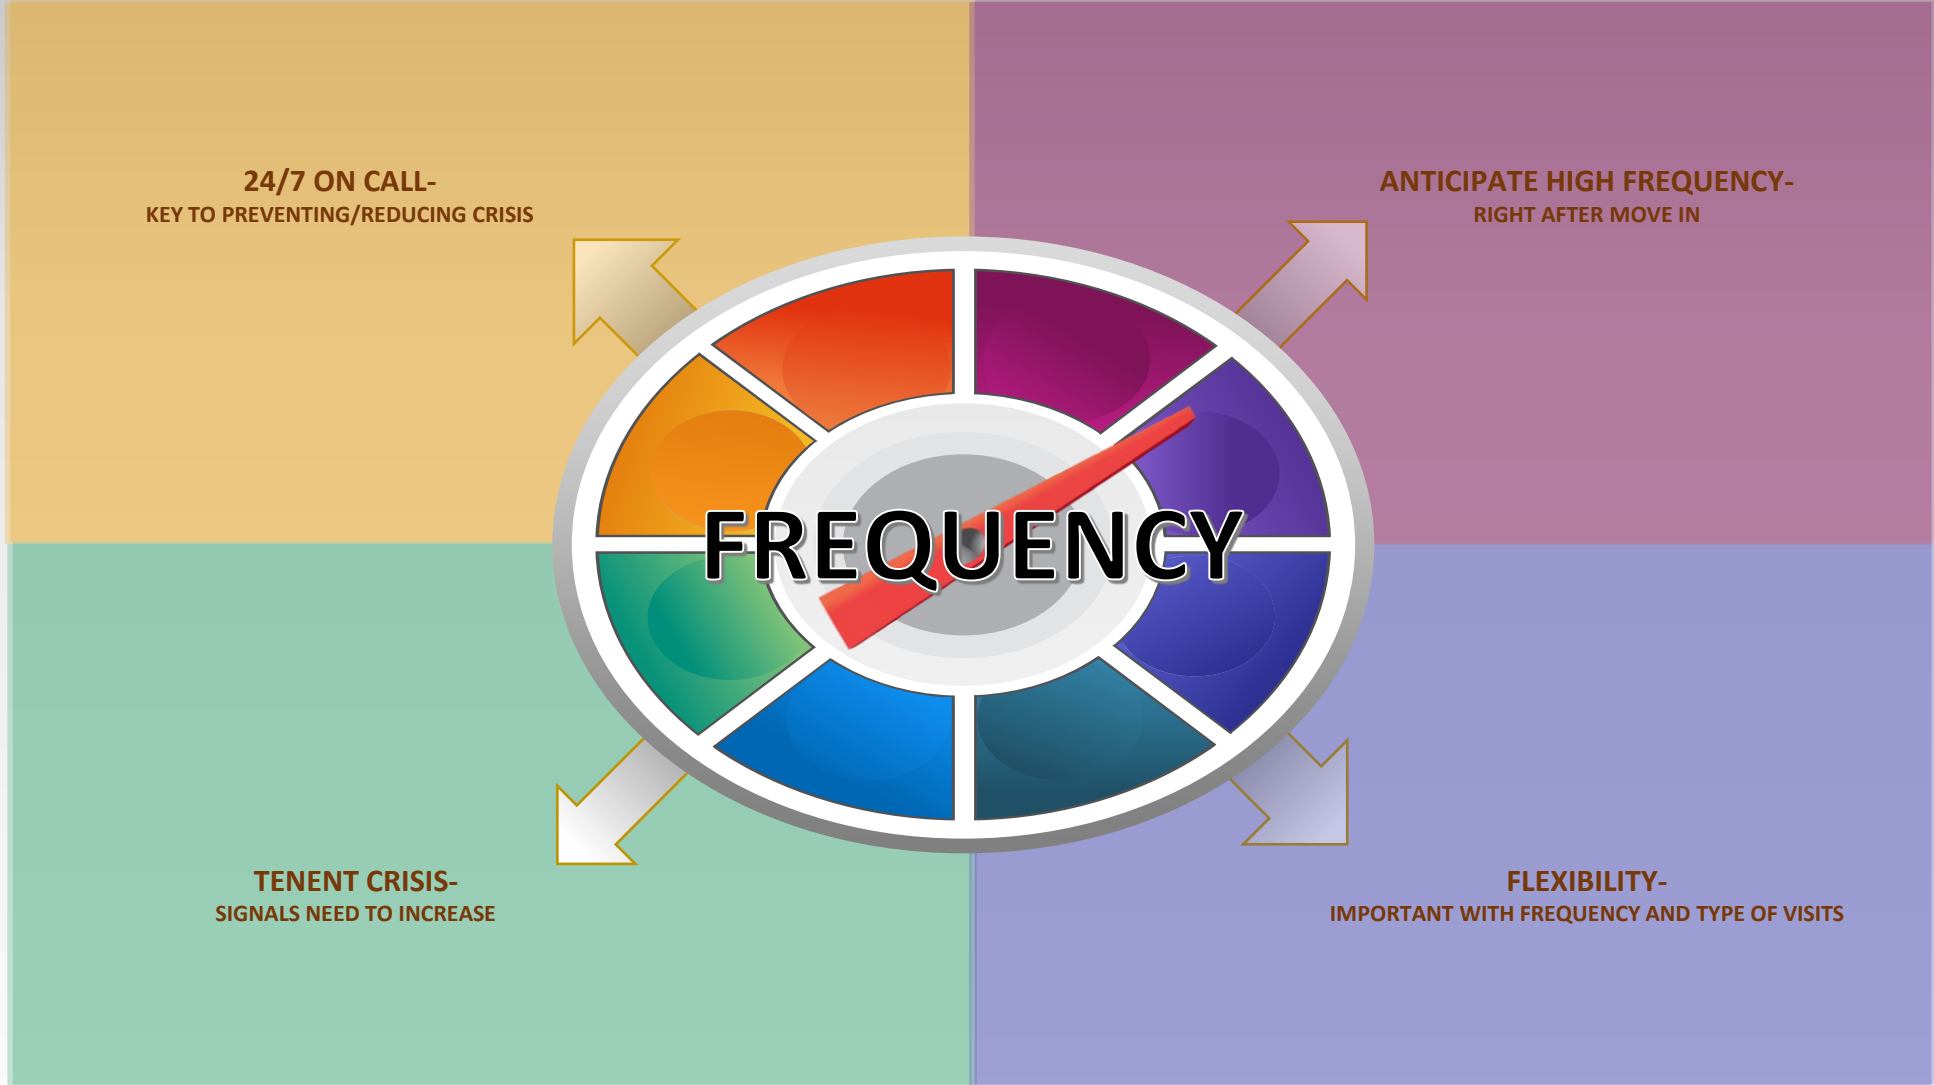 24/7 ON CALL-
KEY TO PREVENTING/REDUCING CRISIS
ANTICIPATE HIGH FREQUENCY-
RIGHT AFTER MOVE IN
FREQUENCY
TENENT CRISIS-
SIGNALS NEED TO INCREASE
FLEXIBILITY-
IMPORTANT WITH FREQUENCY AND TYPE OF VISITS